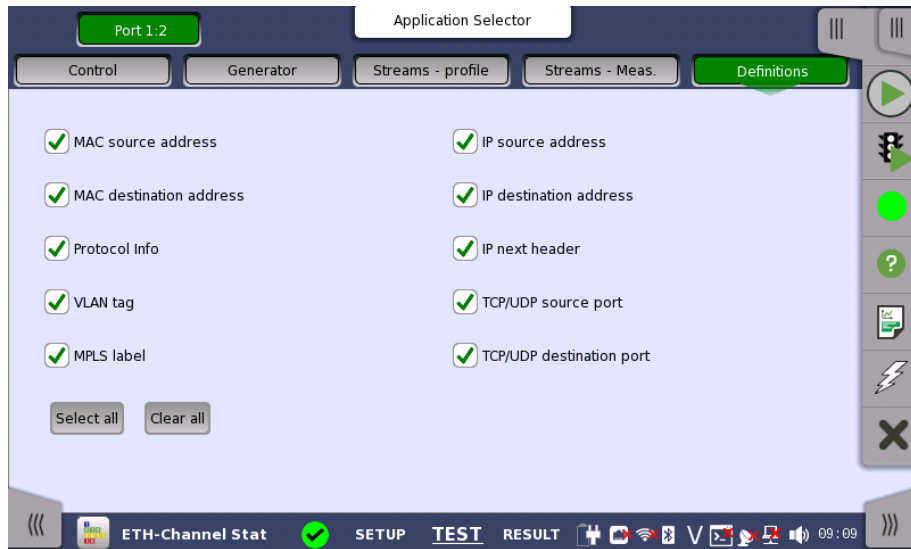 Port 1:2
Application Selector
Control
Generator
Streams - profile
Streams - Meas.
Definitions
MAC source address
IP source address
MAC destination address
IP destination address
Protocol Info
IP next header
VLAN tag
TCP/UDP source port
MPLS label
TCP/UDP destination port
Select all
Clear all
ETH-Channel Stat
SETUP
TEST
RESULT
V
09:09